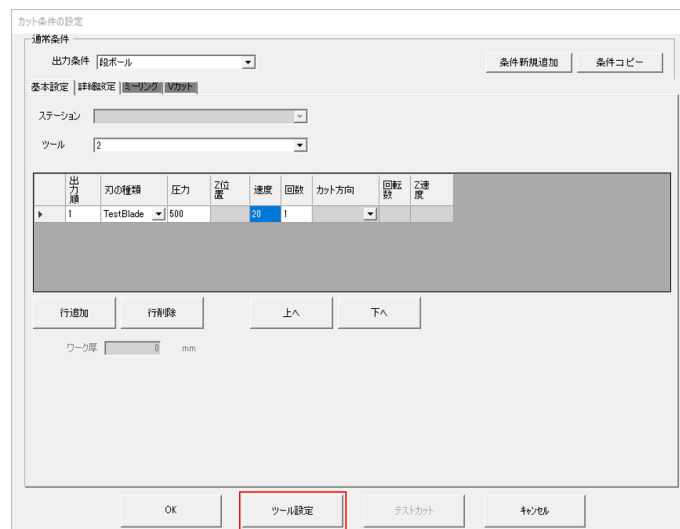 カット条件の設定
通常条件
出力条件 段ボール 条件新規追加 条件コピー
基本設定 詳細設定 ミーリング Vカット
ステーション
ツール 2
出力順 刃の種類 圧力 Z位置 速度 回数 カット方向 回転数 Z速度
1 TestBlade 500 20 1
行追加 行削除 上へ 下へ
ワーク厚 0 mm
OK ツール設定 テストカット キャンセル